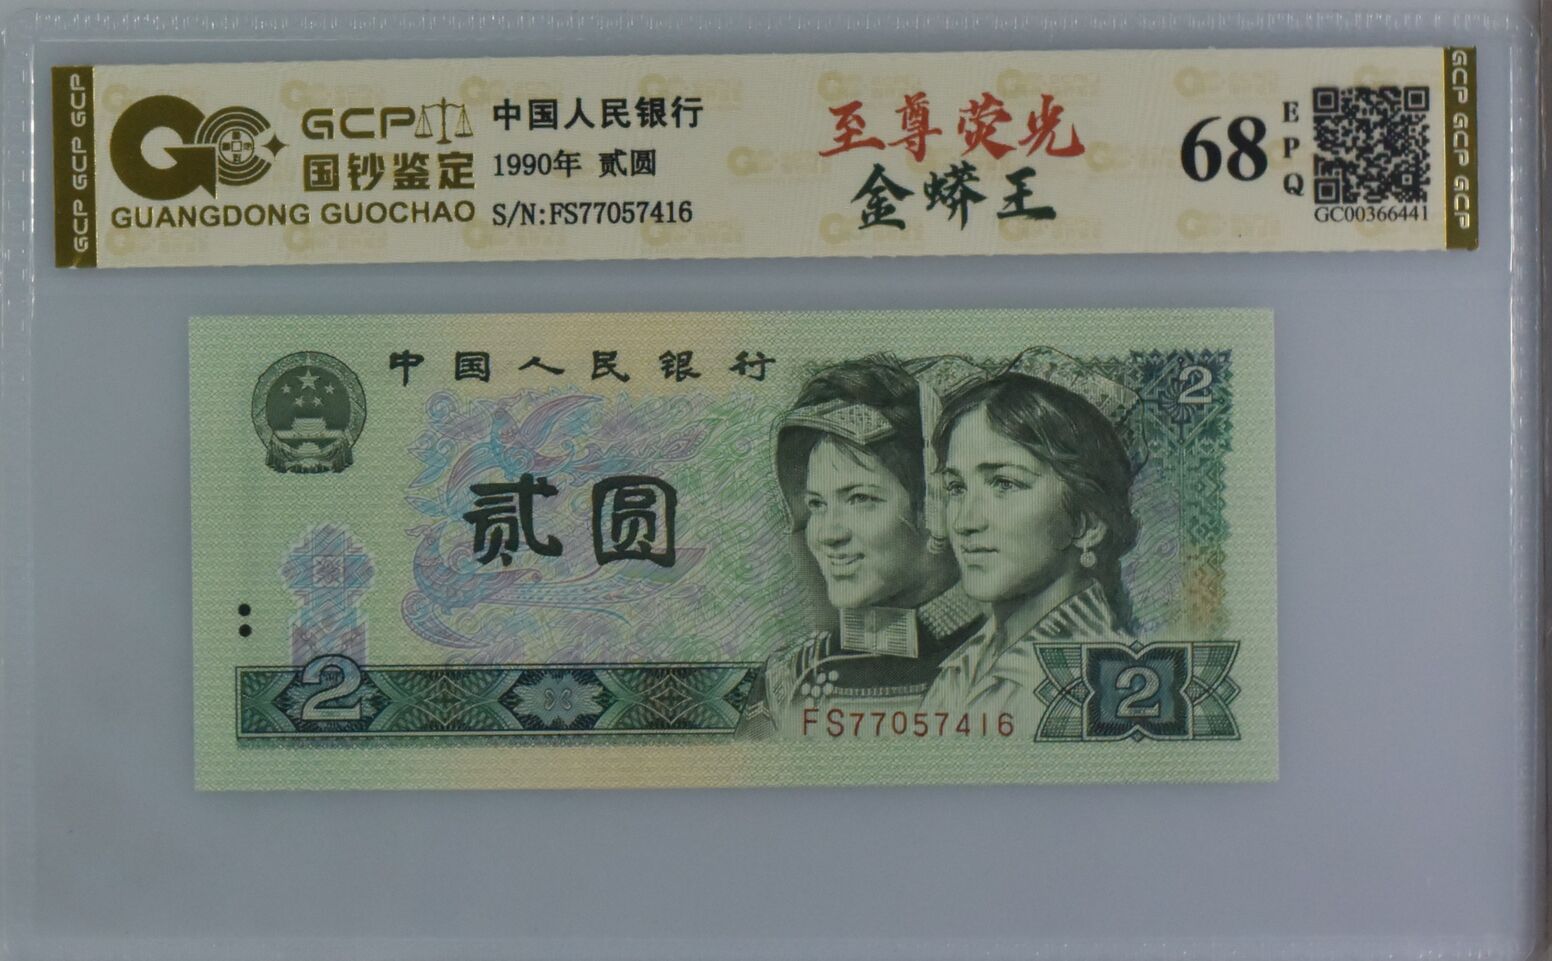 GCP GCP GCP
GCP
国钞鉴定
GUANGDONG GUOCHAO
中国人民银行
1990年 贰圆
S/N:FS77057416
至尊荧光
金蟒王
68
EPQ
GC00366441
GCP GCP GCP
中国人民银行
2
贰圆
2
FS77057416
2